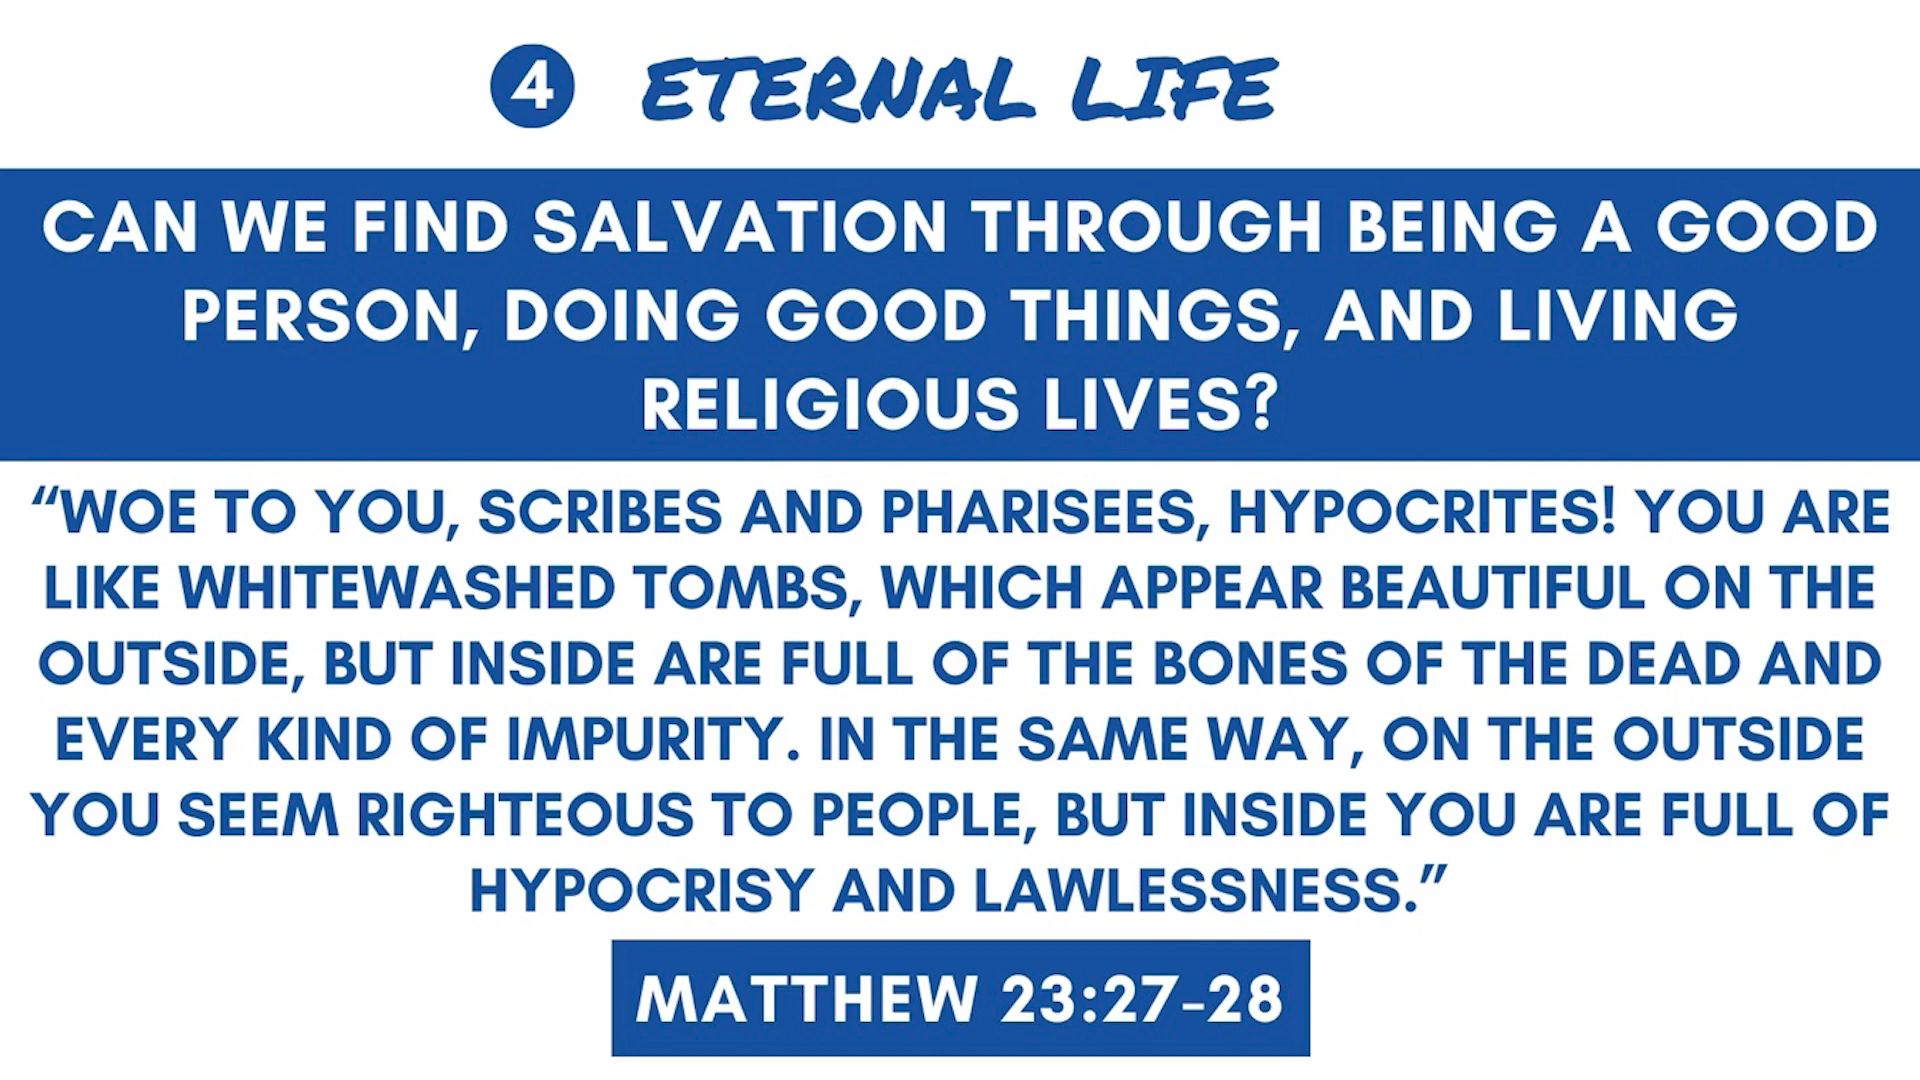 4 ETERNAL LIFE
CAN WE FIND SALVATION THROUGH BEING A GOOD
PERSON, DOING GOOD THINGS, AND LIVING
RELIGIOUS LIVES?
“WOE TO YOU, SCRIBES AND PHARISEES, HYPOCRITES! YOU ARE
LIKE WHITEWASHED TOMBS, WHICH APPEAR BEAUTIFUL ON THE
OUTSIDE, BUT INSIDE ARE FULL OF THE BONES OF THE DEAD AND
EVERY KIND OF IMPURITY. IN THE SAME WAY, ON THE OUTSIDE
YOU SEEM RIGHTEOUS TO PEOPLE, BUT INSIDE YOU ARE FULL OF
HYPOCRISY AND LAWLESSNESS.”
MATTHEW 23:27-28